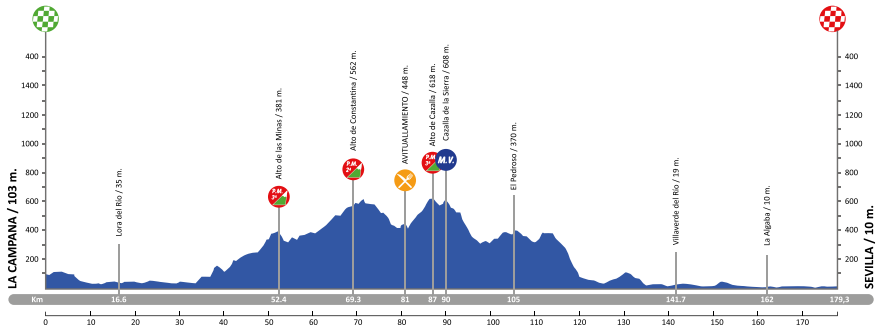 LA CAMPANA / 103 m.
400
1400
1200
1000
800
600
400
200
Lora del Río / 35 m.
Alto de las Minas / 381 m.
P.M.
3ª
Alto de Constantina / 562 m.
P.M.
2ª
AVITUALLAMIENTO / 448 m.
Alto de Cazalla / 618 m.
P.M.
Cazalla de la Sierra / 608 m.
M.V.
El Pedroso / 370 m.
Villaverde del Río / 19 m.
La Algaba / 10 m.
400
1400
1200
1000
800
600
400
200
SEVILLA / 10 m.
Km 16.6 52.4 69.3 81 87 90 105 141.7 162 179,3
0 10 20 30 40 50 60 70 80 90 100 110 120 130 140 150 160 170